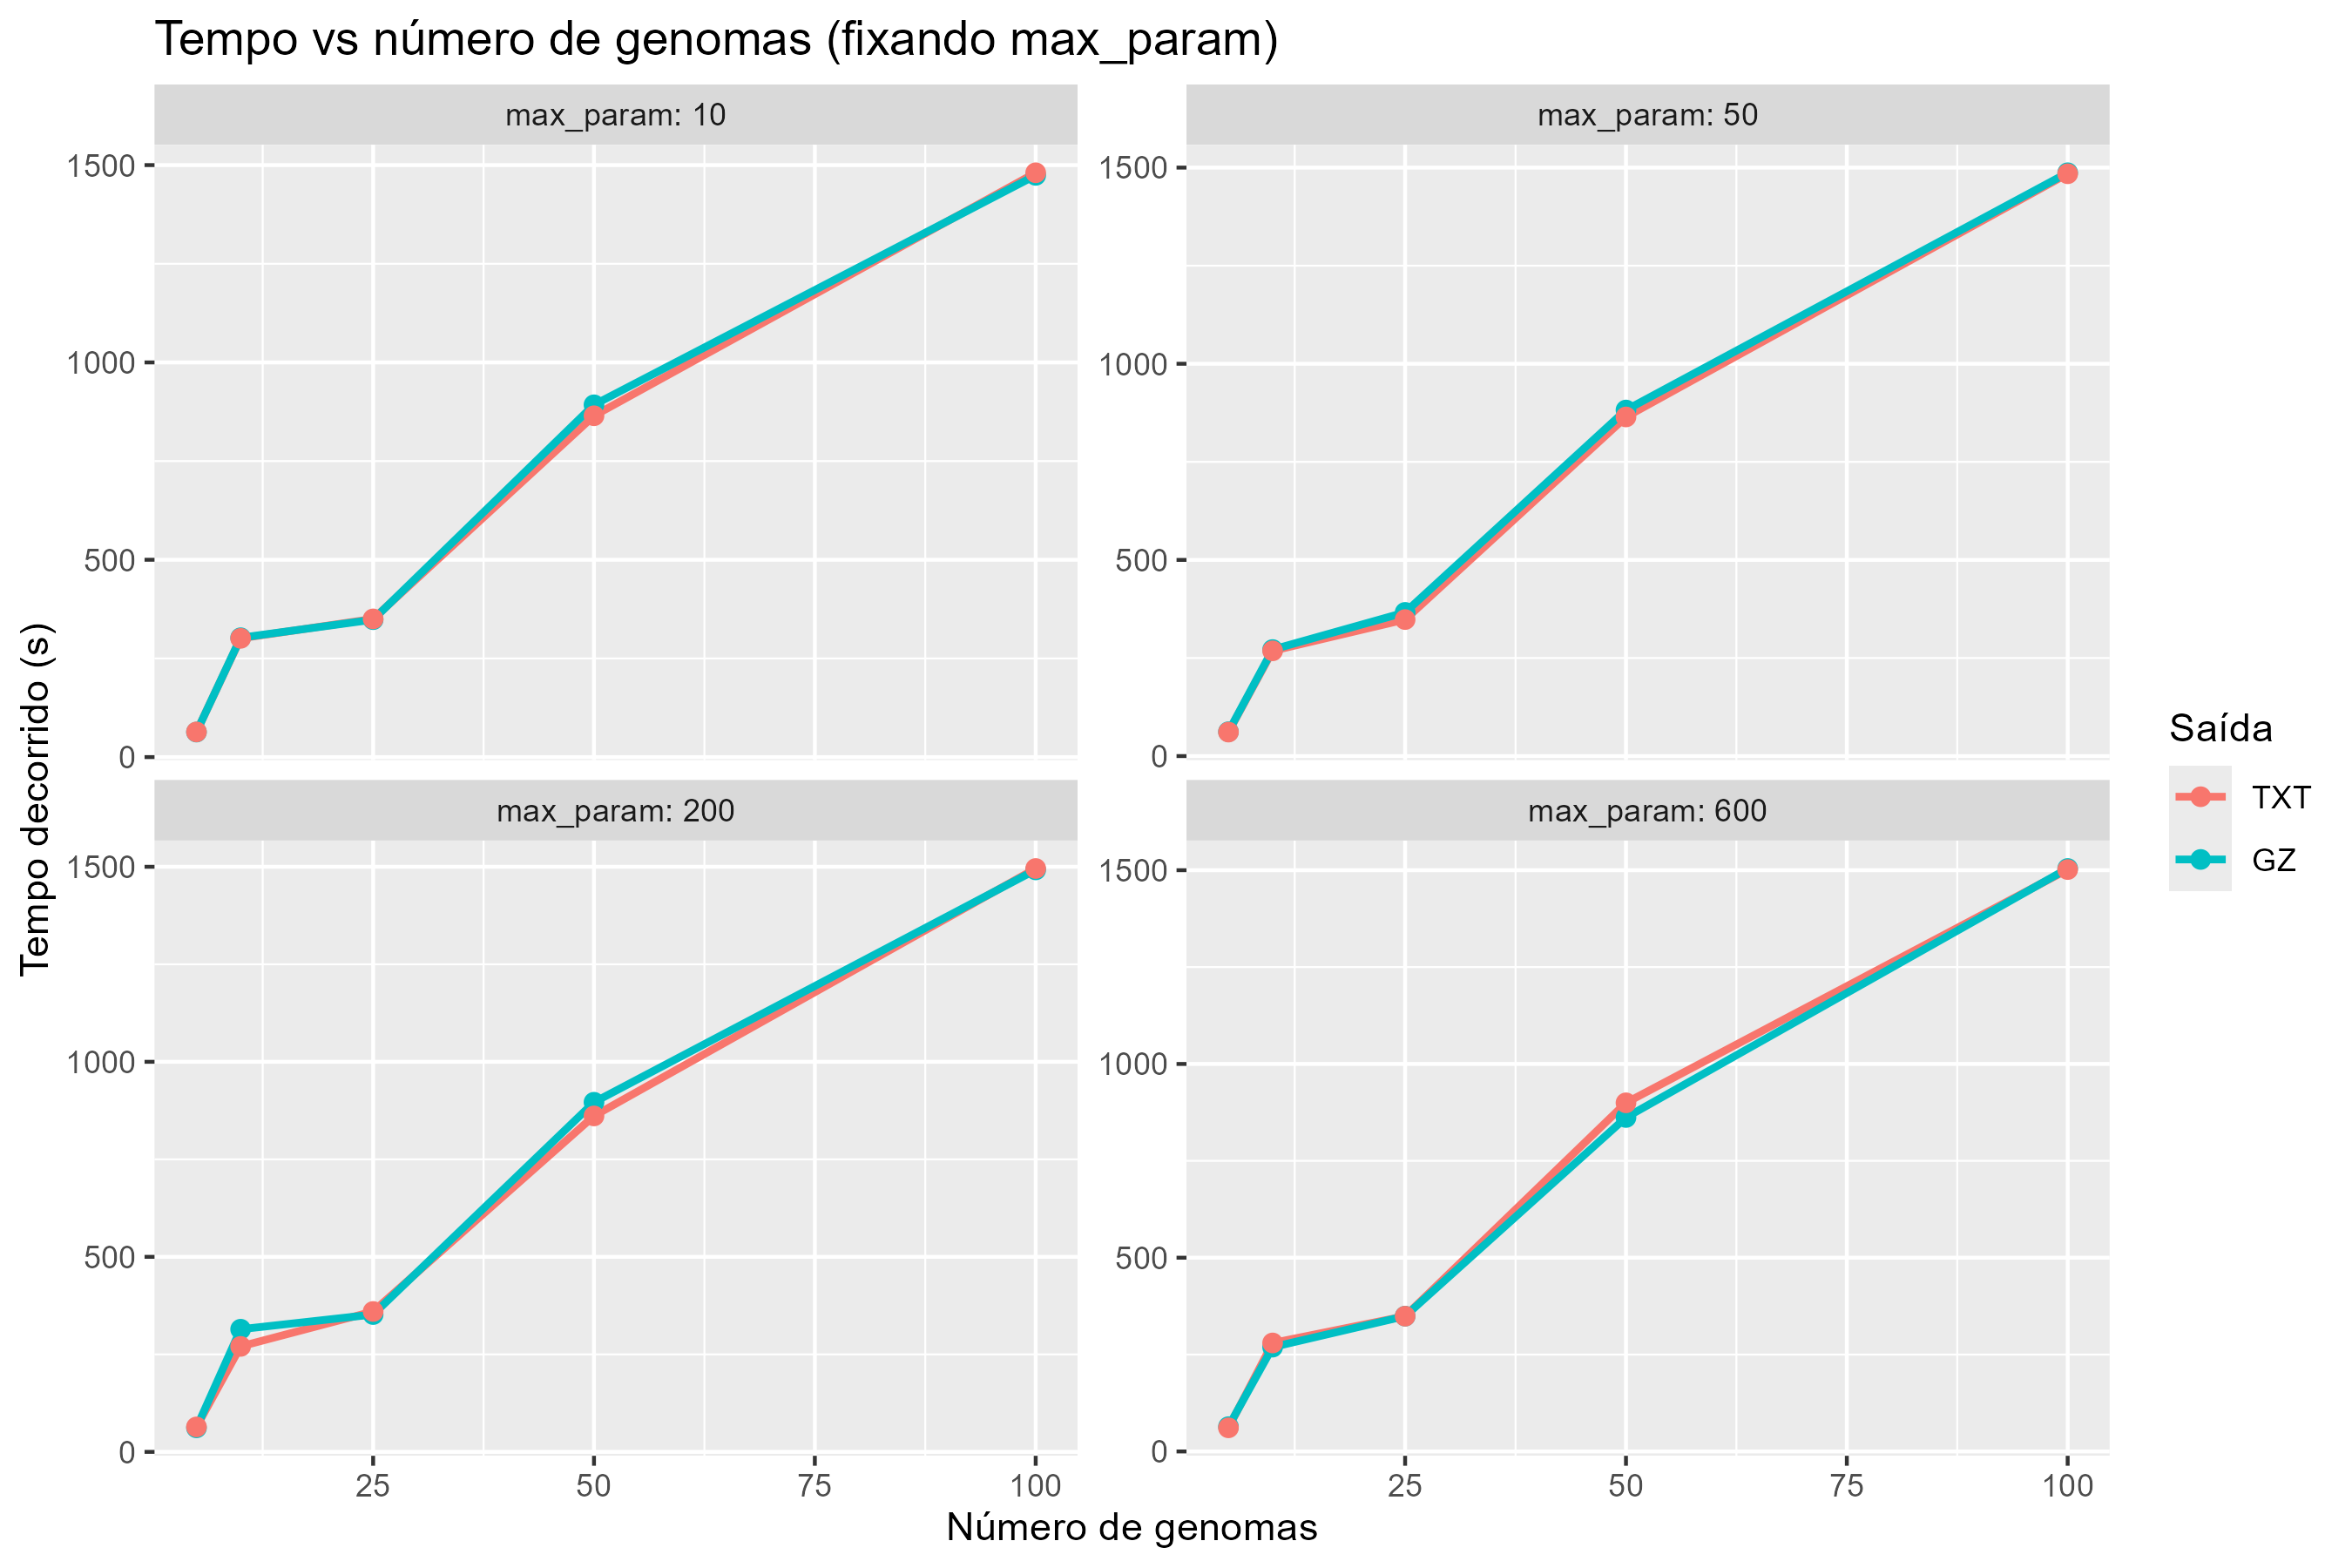 Tempo vs número de genomas (fixando max_param)
max_param: 10
max_param: 50
1500
1000
500
0
1500
1000
500
0
max_param: 200
max_param: 600
1500
1000
500
0
1500
1000
500
0
25 50 75 100
25 50 75 100
Número de genomas
Tempo decorrido (s)
Saída
TXT
GZ